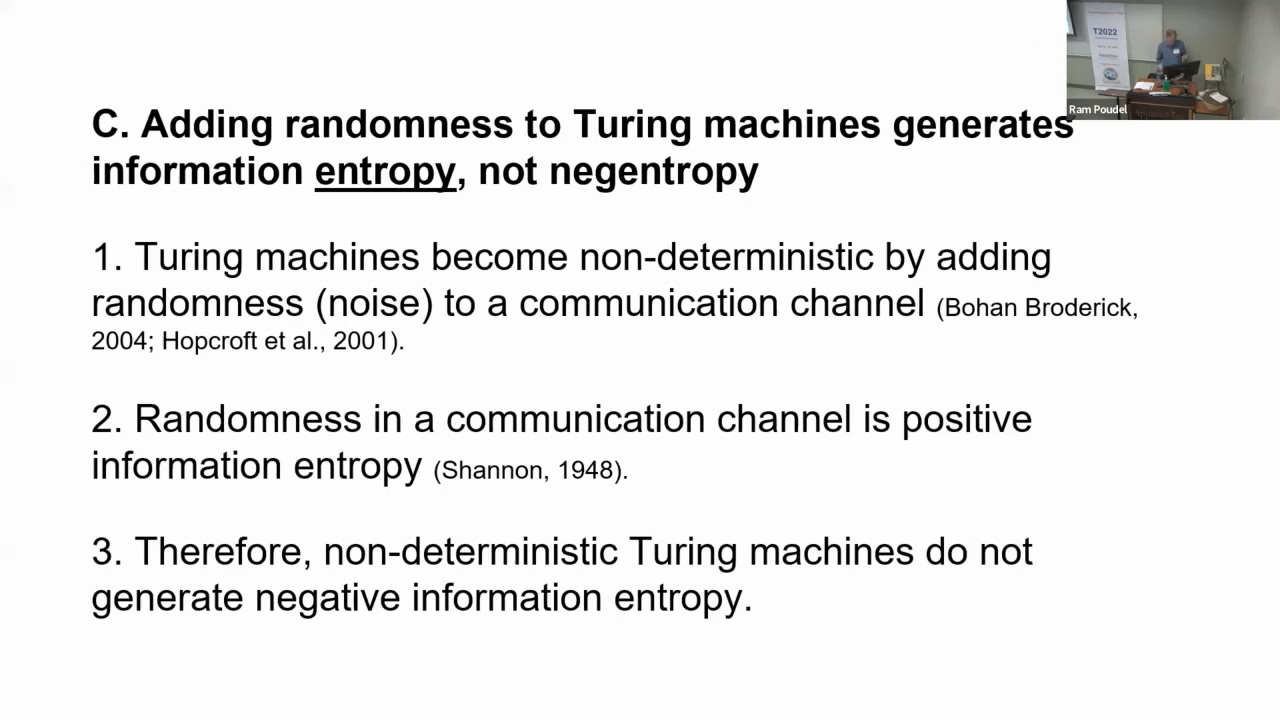 T2022
Ram Poudel
C. Adding randomness to Turing machines generates
information entropy, not negentropy
1. Turing machines become non-deterministic by adding
randomness (noise) to a communication channel (Bohan Broderick,
2004; Hopcroft et al., 2001).
2. Randomness in a communication channel is positive
information entropy (Shannon, 1948).
3. Therefore, non-deterministic Turing machines do not
generate negative information entropy.